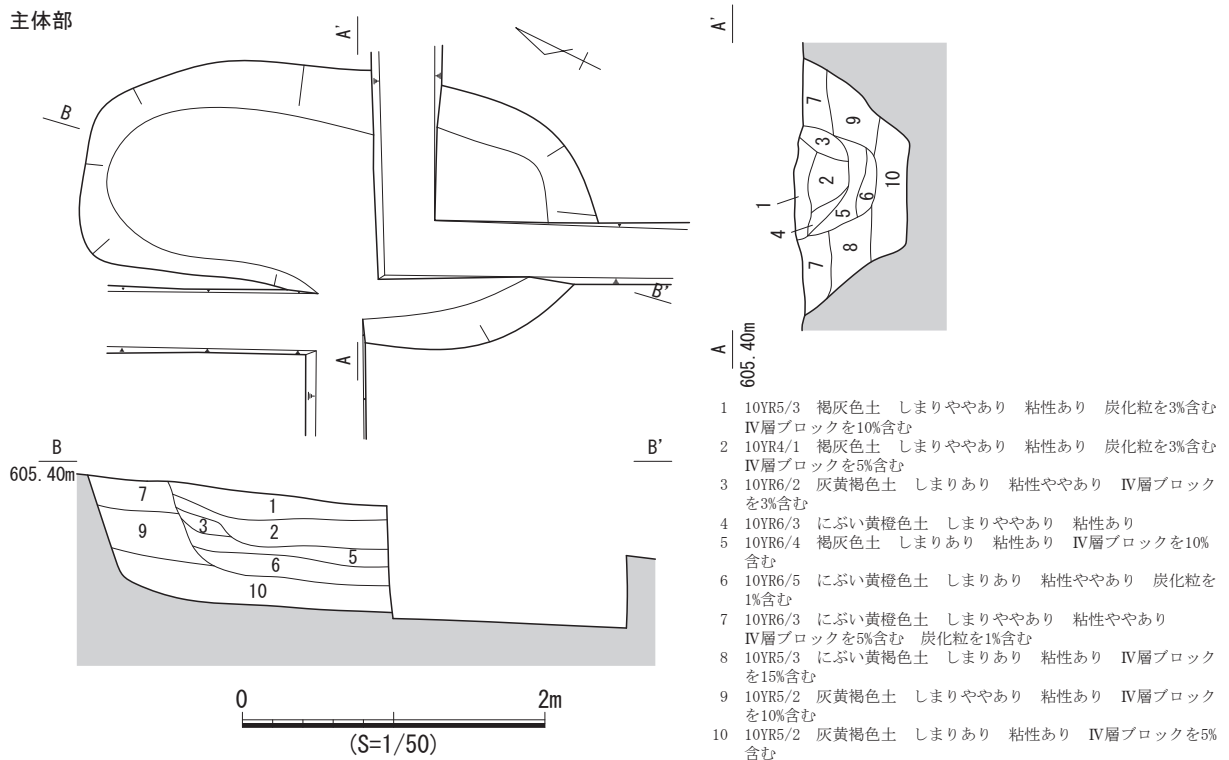 主体部
A'
B
A
B'
B
605.40m
B'
7
9
3
1
2
5
6
10
0
2m
(S=1/50)
A'
7
9
3
2
10
1
6
5
4
8
7
A
605.40m
1 10YR5/3 褐灰色土 しまりややあり 粘性あり 炭化粒を3%含む
Ⅳ層ブロックを10%含む
2 10YR4/1 褐灰色土 しまりややあり 粘性あり 炭化粒を3%含む
Ⅳ層ブロックを5%含む
3 10YR6/2 灰黄褐色土 しまりあり 粘性ややあり Ⅳ層ブロック
を3%含む
4 10YR6/3 にぶい黄橙色土 しまりややあり 粘性あり
5 10YR6/4 褐灰色土 しまりあり 粘性あり Ⅳ層ブロックを10%
含む
6 10YR6/5 にぶい黄橙色土 しまりあり 粘性ややあり 炭化粒を
1%含む
7 10YR6/3 にぶい黄橙色土 しまりややあり 粘性ややあり
Ⅳ層ブロックを5%含む 炭化粒を1%含む
8 10YR5/3 にぶい黄褐色土 しまりあり 粘性あり Ⅳ層ブロック
を15%含む
9 10YR5/2 灰黄褐色土 しまりややあり 粘性あり Ⅳ層ブロック
を10%含む
10 10YR5/2 灰黄褐色土 しまりあり 粘性あり Ⅳ層ブロックを5%
含む